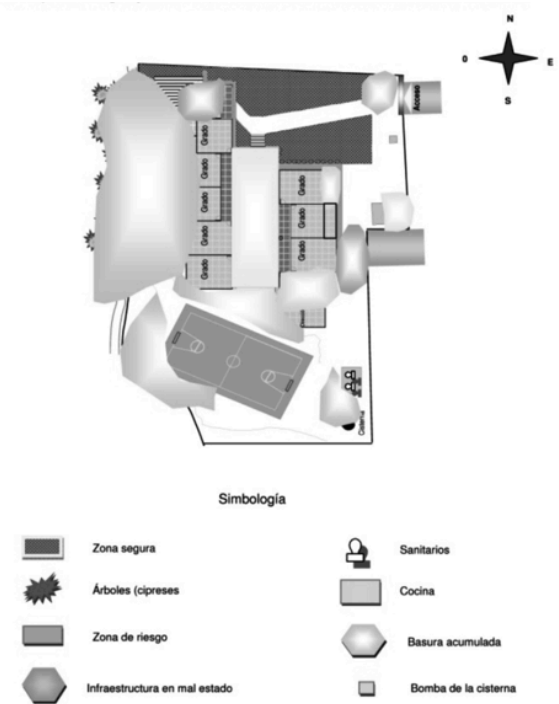 N
O
E
S
Acceso
Grado
Grado
Grado
Grado
Grado
Grado
Grado
Grado
Cisterna
Simbología
Zona segura
Sanitarios
Árboles (cipreses
Cocina
Zona de riesgo
Basura acumulada
Infraestructura en mal estado
Bomba de la cisterna